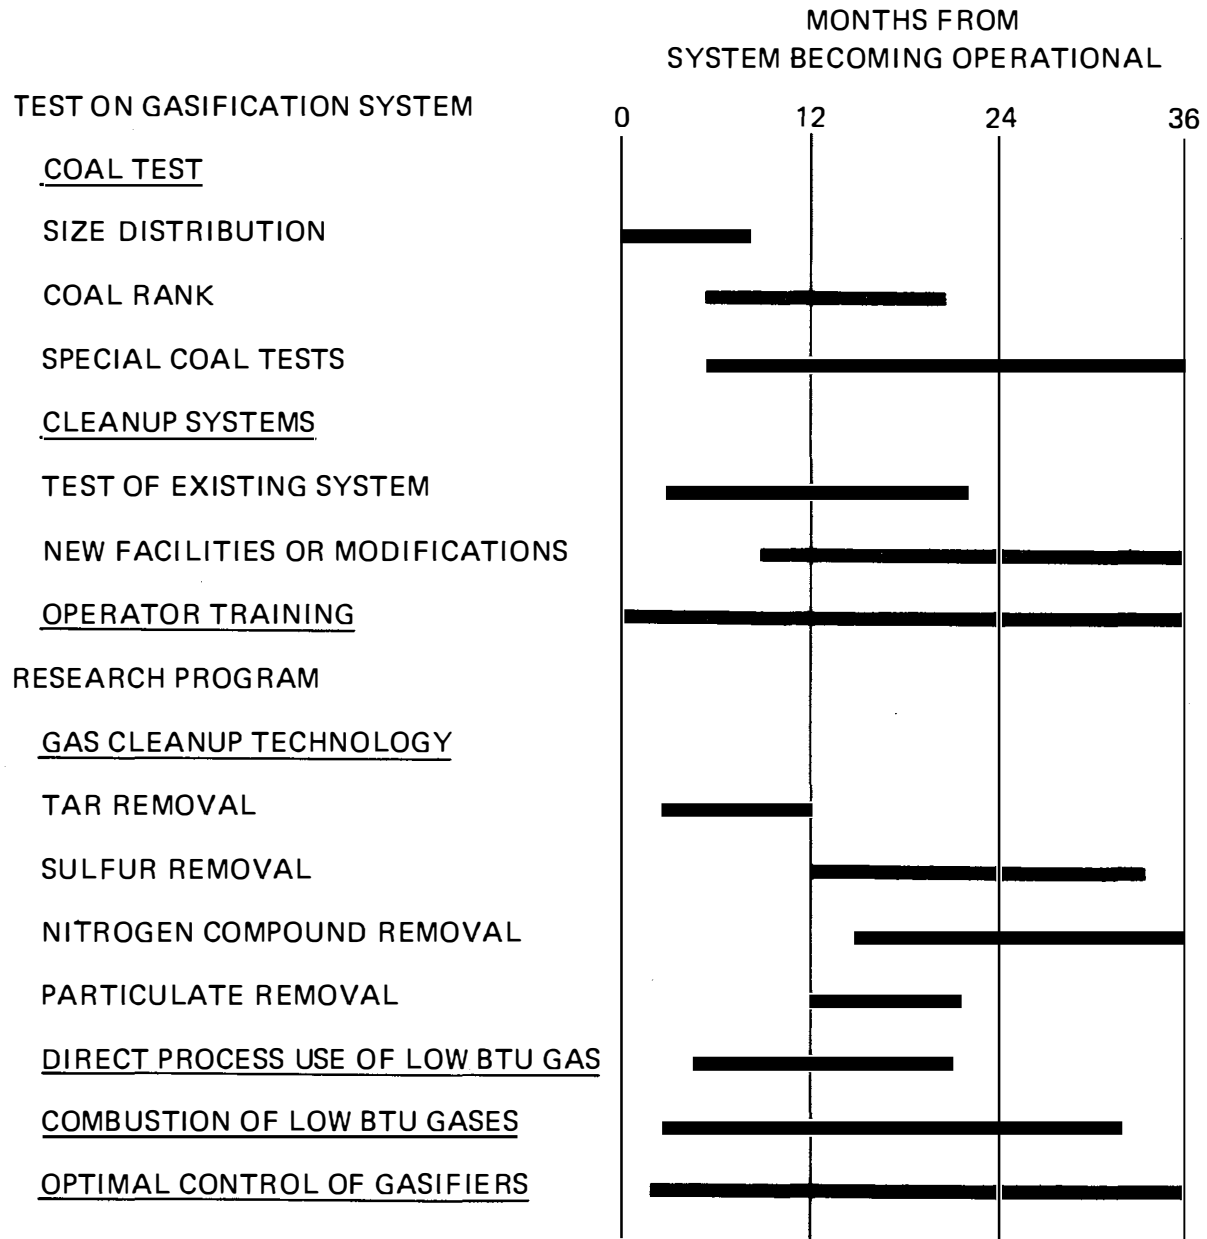 MONTHS FROM
SYSTEM BECOMING OPERATIONAL
TEST ON GASIFICATION SYSTEM
0 12 24 36
COAL TEST
SIZE DISTRIBUTION
COAL RANK
SPECIAL COAL TESTS
CLEANUP SYSTEMS
TEST OF EXISTING SYSTEM
NEW FACILITIES OR MODIFICATIONS
OPERATOR TRAINING
RESEARCH PROGRAM
GAS CLEANUP TECHNOLOGY
TAR REMOVAL
SULFUR REMOVAL
NITROGEN COMPOUND REMOVAL
PARTICULATE REMOVAL
DIRECT PROCESS USE OF LOW BTU GAS
COMBUSTION OF LOW BTU GASES
OPTIMAL CONTROL OF GASIFIERS